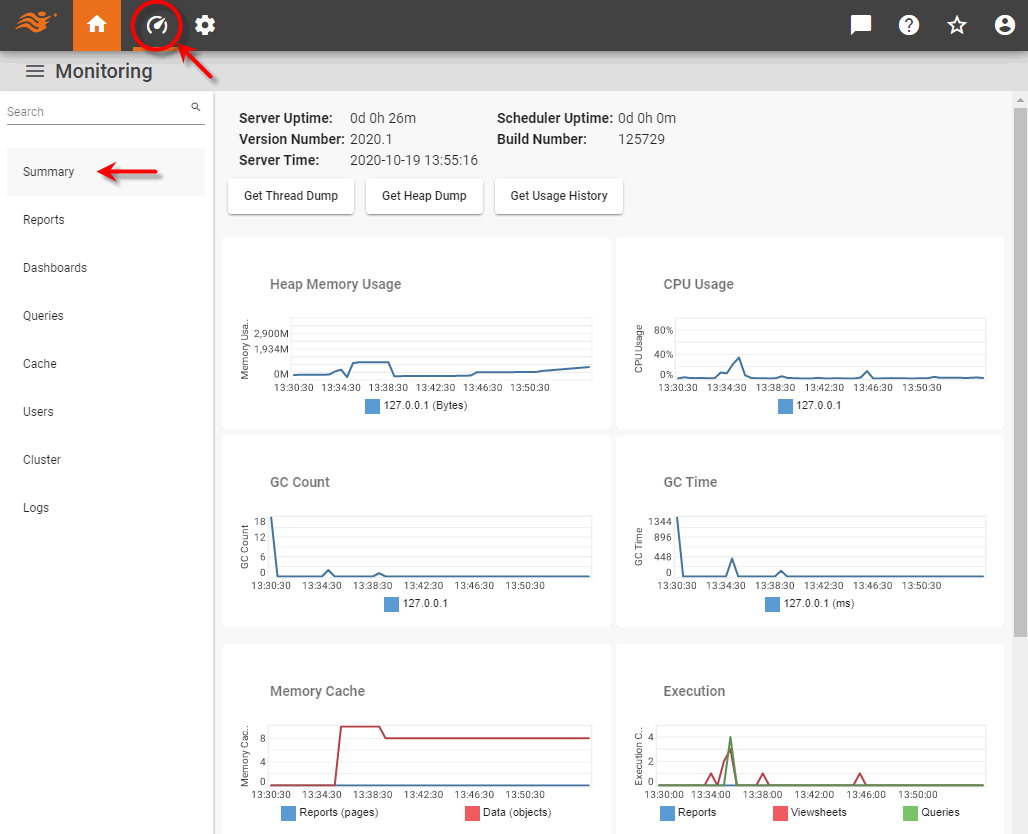 Monitoring
Search
Summary
Reports
Dashboards
Queries
Cache
Users
Cluster
Logs
Server Uptime: 0d 0h 26m Scheduler Uptime: 0d 0h 0m
Version Number: 2020.1 Build Number: 125729
Server Time: 2020-10-19 13:55:16
Get Thread Dump Get Heap Dump Get Usage History
Heap Memory Usage
Memory Usa..
2,900M
1,934M
0M
13:30:30 13:34:30 13:38:30 13:42:30 13:46:30 13:50:30
127.0.0.1 (Bytes)
CPU Usage
CPU Usage
80%
40%
0%
13:30:30 13:34:30 13:38:30 13:42:30 13:46:30 13:50:30
127.0.0.1
GC Count
GC Count
18
12
6
0
13:30:30 13:34:30 13:38:30 13:42:30 13:46:30 13:50:30
127.0.0.1
GC Time
GC Time
1344
896
448
0
13:30:30 13:34:30 13:38:30 13:42:30 13:46:30 13:50:30
127.0.0.1 (ms)
Memory Cache
Memory Cac..
8
4
0
13:30:30 13:34:30 13:38:30 13:42:30 13:46:30 13:50:30
Reports (pages) Data (objects)
Execution
Execution C..
4
2
0
13:30:00 13:34:00 13:38:00 13:42:00 13:46:00 13:50:00
Reports Viewsheets Queries